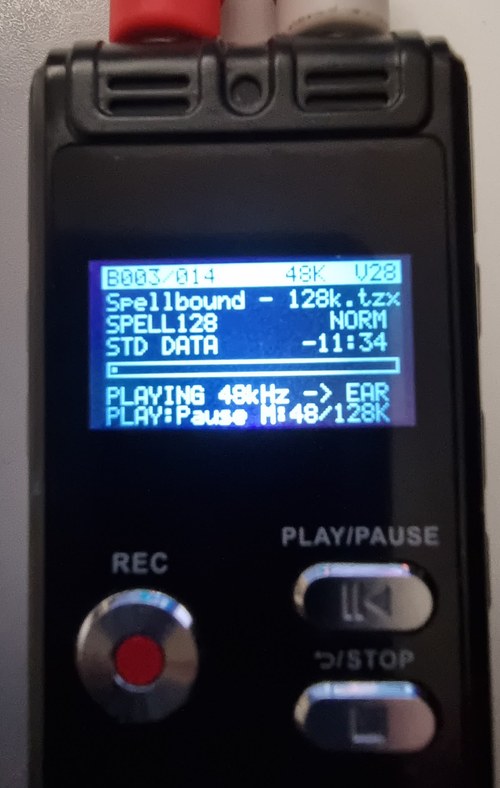 B003/014 48K V28
Spellbound - 128k.tzx
SPELL128 NORM
STD DATA -11:34
PLAYING 48kHz -> EAR
PLAY:Pause M:48/128K
PLAY/PAUSE
REC
⮌/STOP